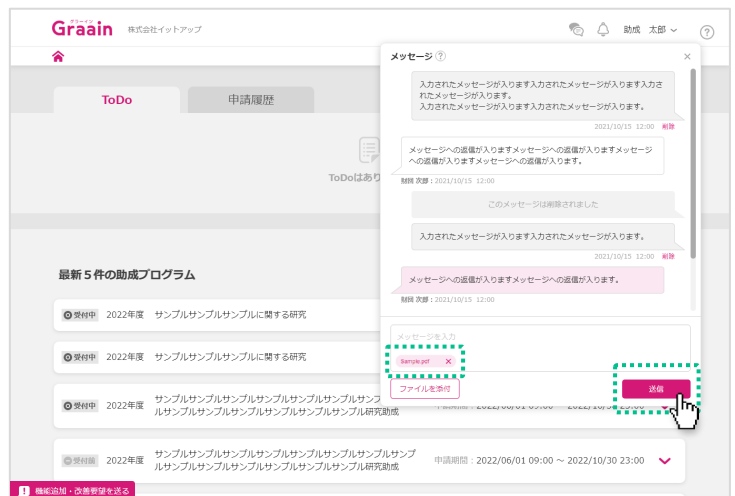 グラーイン
Graain 株式会社イットアップ 助成 太郎
メッセージ ?
ToDo 申請履歴
入力されたメッセージが入ります入力されたメッセージが入ります入力さ
れたメッセージが入ります。
入力されたメッセージが入ります入力されたメッセージが入ります。
2021/10/15 12:00 削除
メッセージへの返信が入りますメッセージへの返信が入りますメッセージ
への返信が入りますメッセージへの返信が入ります。
財団 次郎：2021/10/15 12:00
ToDoはあり
このメッセージは削除されました
入力されたメッセージが入ります入力されたメッセージが入ります。
2021/10/15 12:00 削除
メッセージへの返信が入りますメッセージへの返信が入ります。
財団 次郎：2021/10/15 12:00
メッセージを入力
Sample.pdf ×
ファイルを添付 送信
最新５件の助成プログラム
受付中 2022年度 サンプルサンプルサンプルに関する研究
受付中 2022年度 サンプルサンプルサンプルに関する研究
受付中 2022年度 サンプルサンプルサンプルサンプルサンプルサンプルサンプ
ルサンプルサンプルサンプルサンプルサンプルサンプル研究助成 申請期間：2022/06/01 09:00 ～ 2022/10/30 23:00
受付前 2022年度 サンプルサンプルサンプルサンプルサンプルサンプルサンプルサンプ
ルサンプルサンプルサンプルサンプルサンプルサンプル研究助成 申請期間：2022/06/01 09:00 ～ 2022/10/30 23:00
機能追加・改善要望を送る